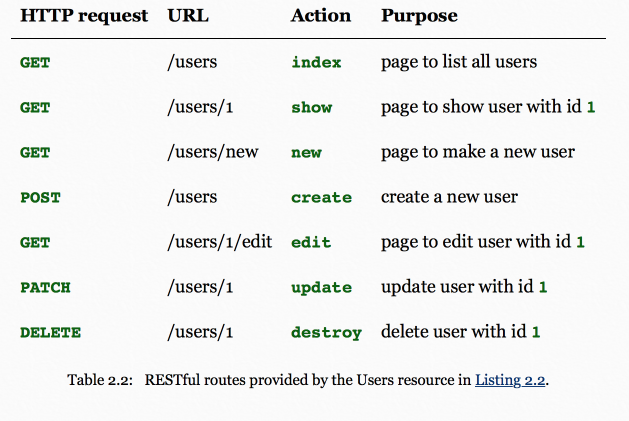 HTTP request URL Action Purpose
GET /users index page to list all users
GET /users/1 show page to show user with id 1
GET /users/new new page to make a new user
POST /users create create a new user
GET /users/1/edit edit page to edit user with id 1
PATCH /users/1 update update user with id 1
DELETE /users/1 destroy delete user with id 1
Table 2.2: RESTful routes provided by the Users resource in Listing 2.2.